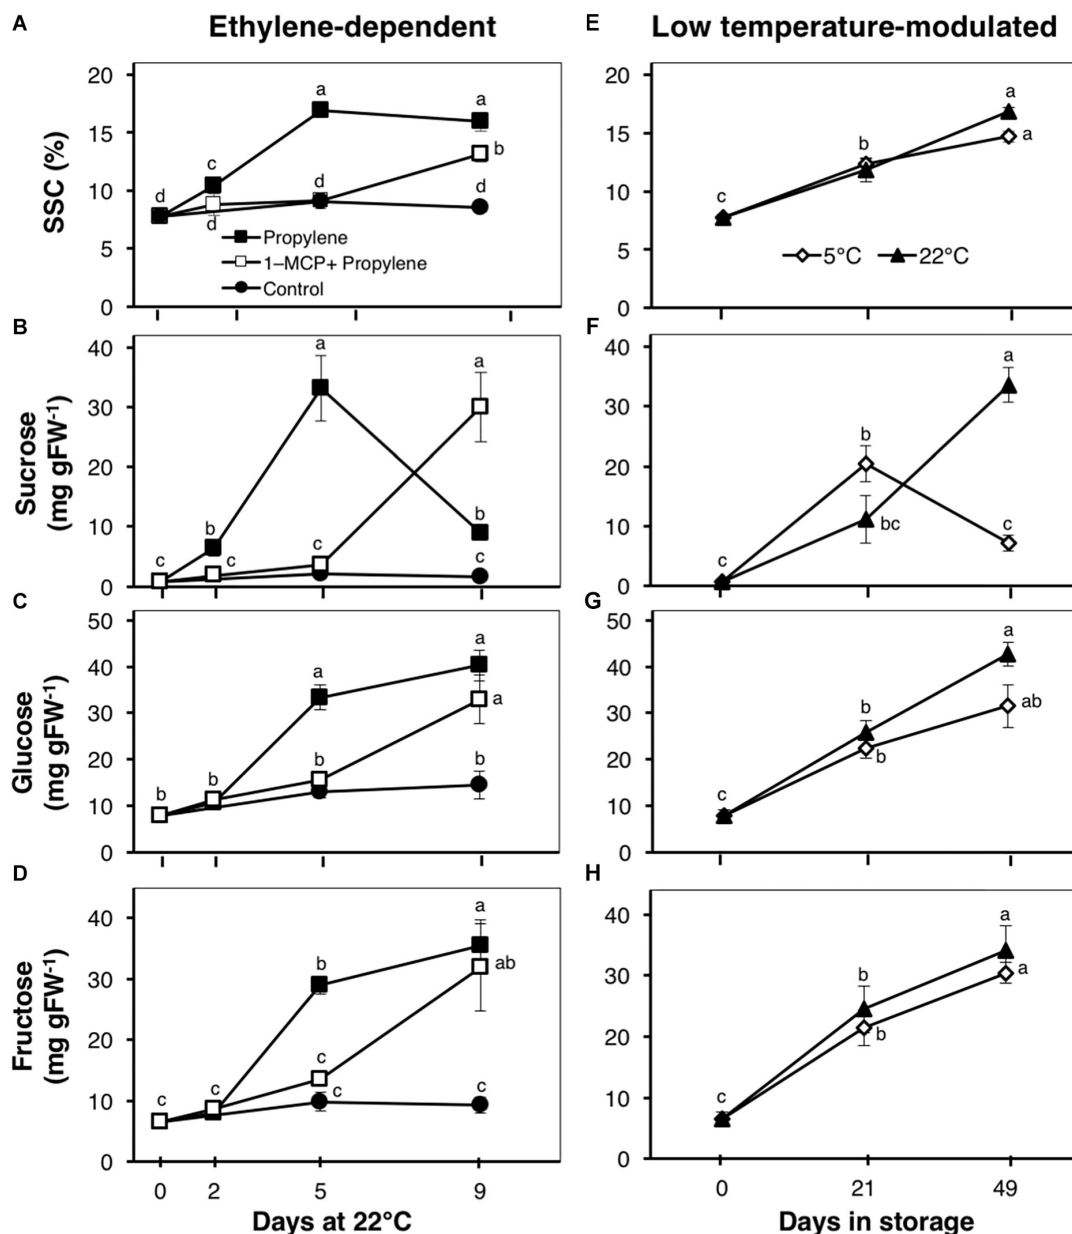 A Ethylene-dependent
E Low temperature-modulated
SSC (%)
20
15
10
5
0
d
c
a
a
b
d
d
d
Propylene
1–MCP+ Propylene
Control
20
15
10
5
0
c
b
a
a
5°C
22°C
B
Sucrose
(mg gFW-1)
40
30
20
10
0
c
b
c
a
c
a
b
c
F
40
30
20
10
0
c
b
bc
a
c
C
Glucose
(mg gFW-1)
50
40
30
20
10
0
b
b
a
b
a
a
b
G
50
40
30
20
10
0
c
b
b
a
ab
D
Fructose
(mg gFW-1)
40
30
20
10
0
c
c
b
c
c
a
ab
c
0 2 5 9
Days at 22°C
H
40
30
20
10
0
c
b
b
a
a
0 21 49
Days in storage